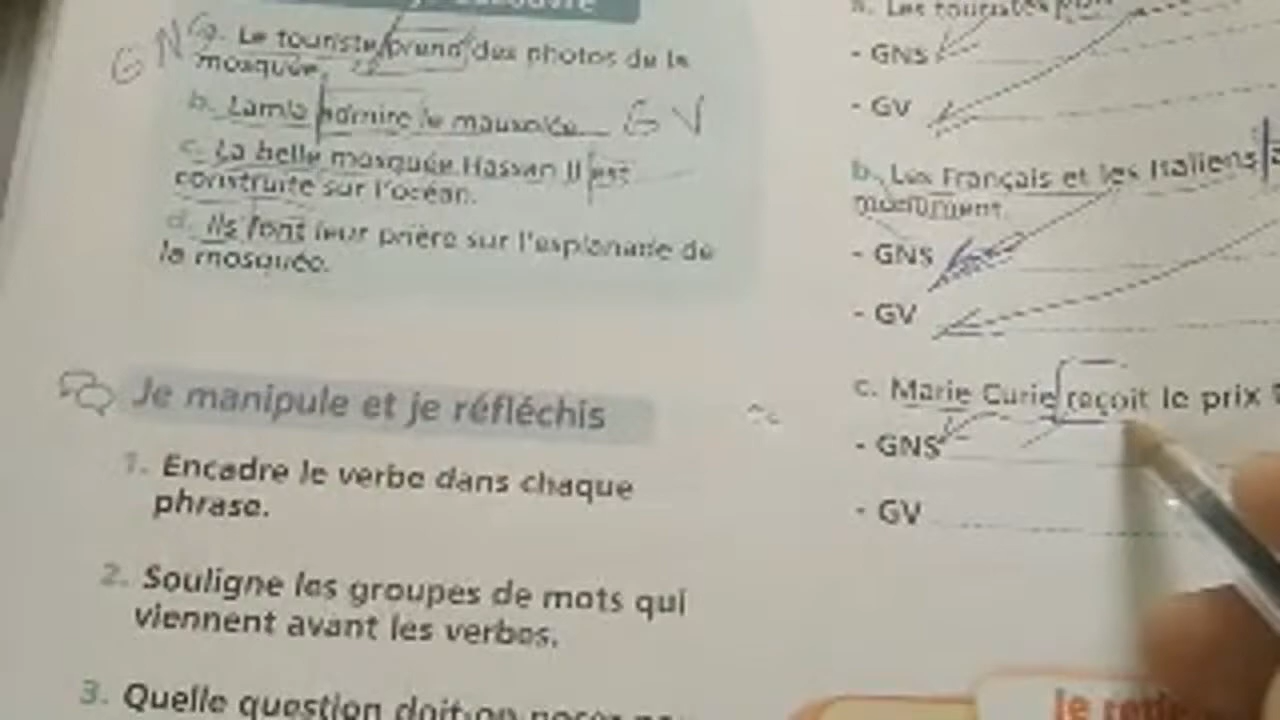 G N
a. Le touriste prend des photos de la
mosquée.
b. Lamia admire le mausolée G V
c. La belle mosquée Hassan II est
construite sur l'océan.
d. Ils font leur prière sur l'esplanade de
la mosquée.
Je manipule et je réfléchis
1. Encadre le verbe dans chaque
phrase.
2. Souligne les groupes de mots qui
viennent avant les verbes.
3. Quelle question doit-on poser
a. Les touristes
- GNS
- GV
b. Les Français et les Italiens
monument.
- GNS
- GV
c. Marie Curie reçoit le prix
- GNS
- GV